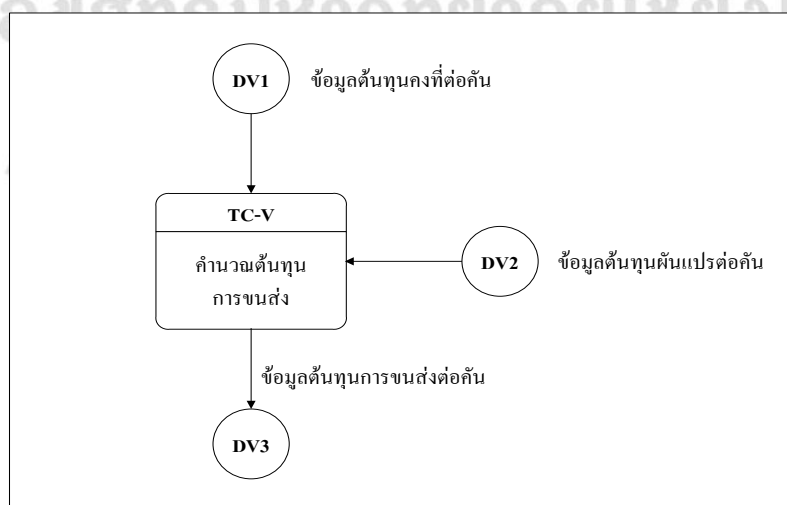 DV1
ข้อมูลต้นทุนคงที่ต่อคัน
TC-V
คำนวณต้นทุน
การขนส่ง
DV2
ข้อมูลต้นทุนผันแปรต่อคัน
ข้อมูลต้นทุนการขนส่งต่อคัน
DV3